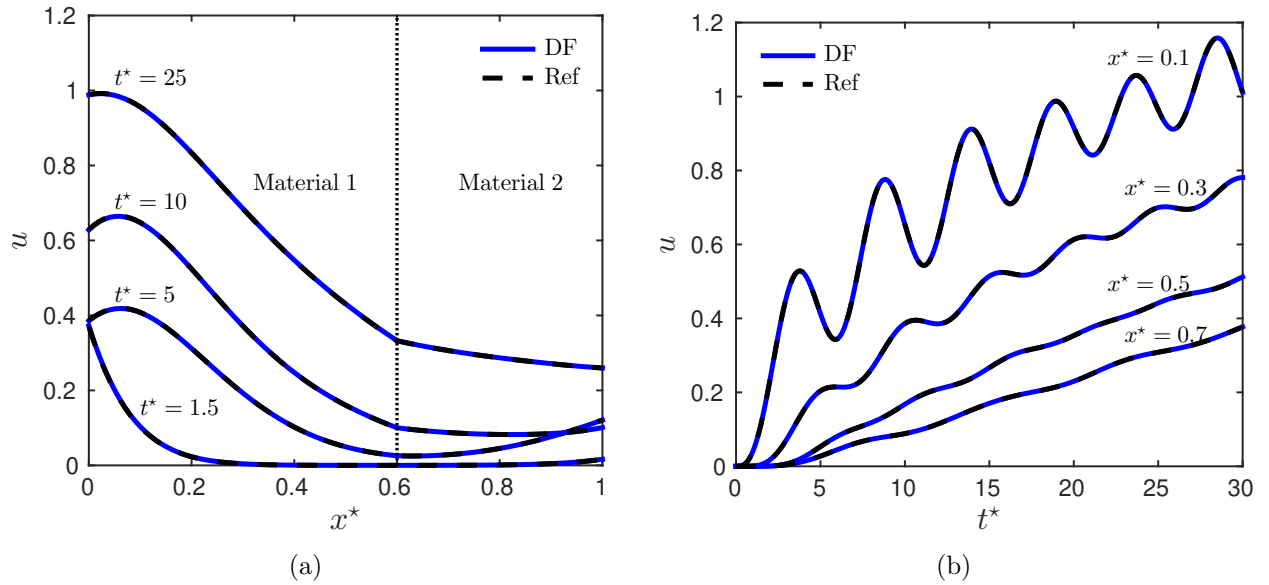 1.2
1
0.8
0.6
0.4
0.2
0
u
DF
Ref
t⋆ = 25
Material 1
Material 2
t⋆ = 10
t⋆ = 5
t⋆ = 1.5
0 0.2 0.4 0.6 0.8 1
x⋆
(a)
1.2
1
0.8
0.6
0.4
0.2
0
u
DF
Ref
x⋆ = 0.1
x⋆ = 0.3
x⋆ = 0.5
x⋆ = 0.7
0 5 10 15 20 25 30
t⋆
(b)